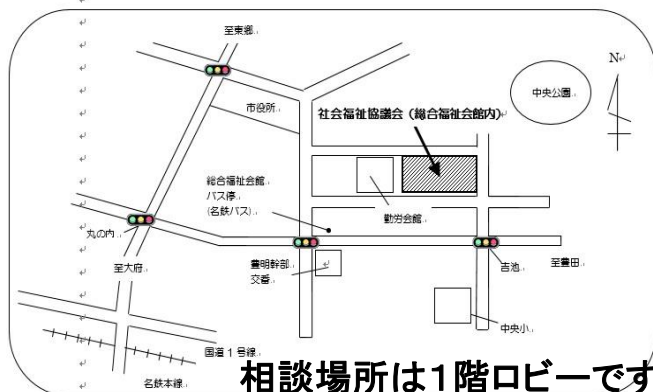 至東郷
N
中央公園
市役所
社会福祉協議会（総合福祉会館内）
総合福祉会館
バス停
(名鉄バス)
勤労会館
丸の内
至大府
豊明幹部
交番
吉池
至豊田
中央小
国道１号線
名鉄本線
相談場所は１階ロビーです